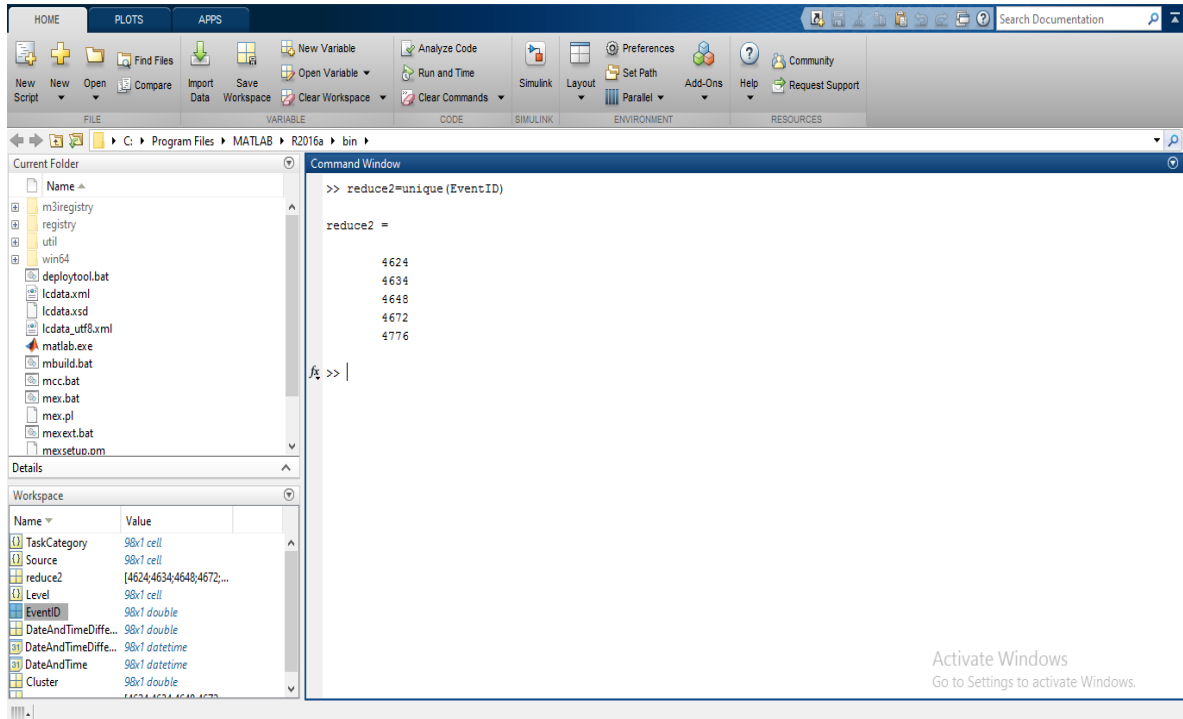 HOME PLOTS APPS
Search Documentation
New Script
New
Open
Find Files
Compare
Import Data
Save Workspace
New Variable
Open Variable
Clear Workspace
Analyze Code
Run and Time
Clear Commands
Simulink
Layout
Preferences
Set Path
Parallel
Add-Ons
Help
Community
Request Support
FILE VARIABLE CODE SIMULINK ENVIRONMENT RESOURCES
C: Program Files MATLAB R2016a bin
Current Folder
Name
m3iregistry
registry
util
win64
deploytool.bat
lcdata.xml
lcdata.xsd
lcdata_utf8.xml
matlab.exe
mbuild.bat
mcc.bat
mex.bat
mex.pl
mexext.bat
mexsetup.pm
Details
Workspace
Name Value
TaskCategory 98x1 cell
Source 98x1 cell
reduce2 [4624;4634;4648;4672;...
Level 98x1 cell
EventID 98x1 double
DateAndTimeDiffe... 98x1 double
DateAndTimeDiffe... 98x1 datetime
DateAndTime 98x1 datetime
Cluster 98x1 double
Command Window
>> reduce2=unique(EventID)
reduce2 =
4624
4634
4648
4672
4776
fx >>
Activate Windows
Go to Settings to activate Windows.